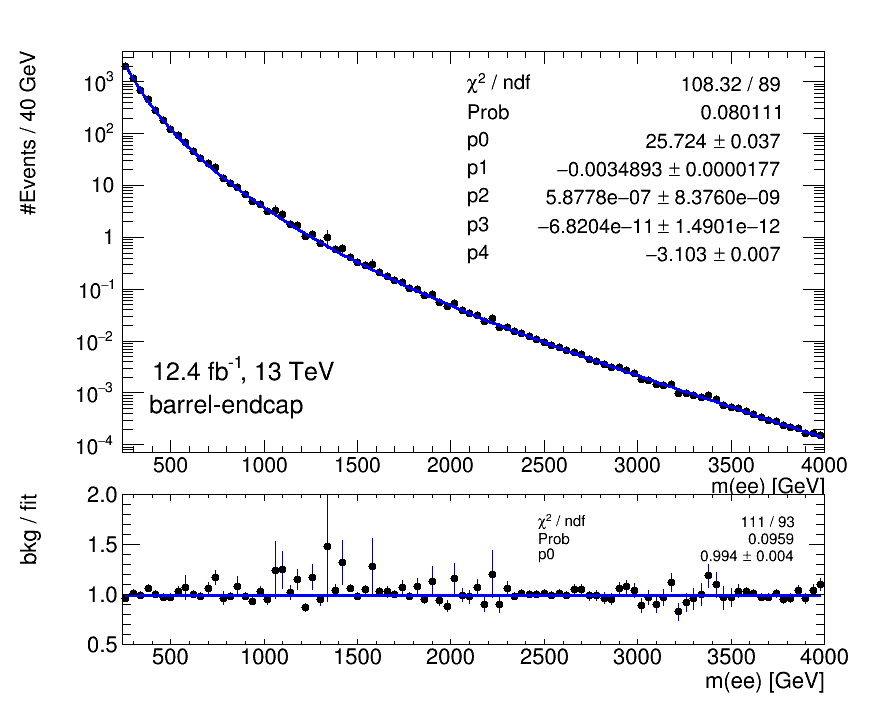 #Events / 40 GeV
10³
10²
10
1
10⁻¹
10⁻²
10⁻³
10⁻⁴
χ² / ndf 108.32 / 89
Prob 0.080111
p0 25.724 ± 0.037
p1 −0.0034893 ± 0.0000177
p2 5.8778e−07 ± 8.3760e−09
p3 −6.8204e−11 ± 1.4901e−12
p4 −3.103 ± 0.007
12.4 fb⁻¹, 13 TeV
barrel-endcap
500 1000 1500 2000 2500 3000 3500 4000
m(ee) [GeV]
bkg / fit
2.0
1.5
1.0
0.5
χ² / ndf 111 / 93
Prob 0.0959
p0 0.994 ± 0.004
500 1000 1500 2000 2500 3000 3500 4000
m(ee) [GeV]